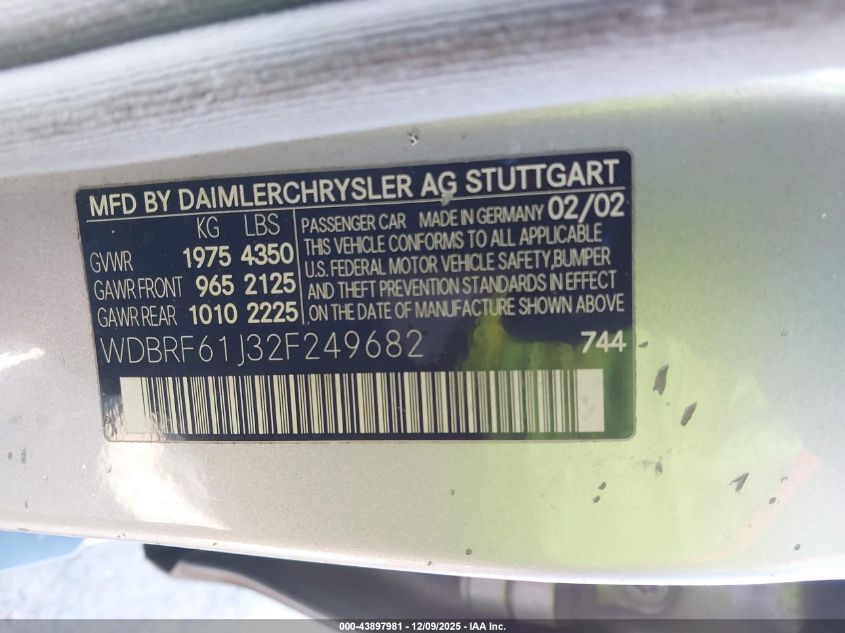 MFD BY DAIMLERCHRYSLER AG STUTTGART
KG LBS
GVWR 1975 4350
GAWR FRONT 965 2125
GAWR REAR 1010 2225
PASSENGER CAR MADE IN GERMANY 02/02
THIS VEHICLE CONFORMS TO ALL APPLICABLE
U.S. FEDERAL MOTOR VEHICLE SAFETY,BUMPER
AND THEFT PREVENTION STANDARDS IN EFFECT
ON THE DATE OF MANUFACTURE SHOWN ABOVE
WDBRF61J32F249682 744
000-43897981 | 12/09/2025 | IAA Inc.